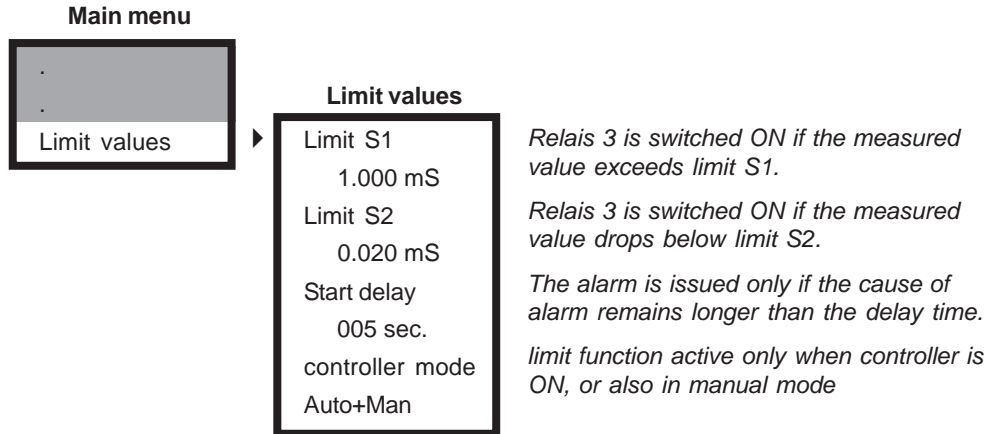 Main menu
.
.
Limit values
Limit values
Limit S1
1.000 mS
Limit S2
0.020 mS
Start delay
005 sec.
controller mode
Auto+Man
Relais 3 is switched ON if the measured
value exceeds limit S1.
Relais 3 is switched ON if the measured
value drops below limit S2.
The alarm is issued only if the cause of
alarm remains longer than the delay time.
limit function active only when controller is
ON, or also in manual mode